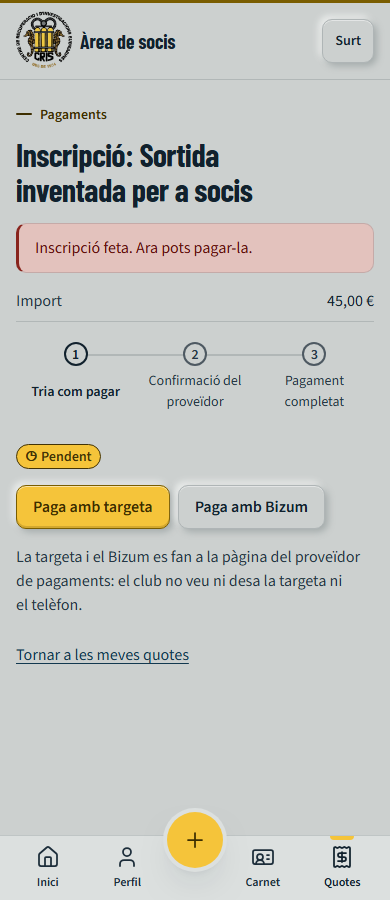 CRIS
Àrea de socis
Surt
Pagaments
Inscripció: Sortida
inventada per a socis
Inscripció feta. Ara pots pagar-la.
Import 45,00 €
1 2 3
Tria com pagar
Confirmació del
proveïdor
Pagament
completat
Pendent
Paga amb targeta
Paga amb Bizum
La targeta i el Bizum es fan a la pàgina del proveïdor
de pagaments: el club no veu ni desa la targeta ni
el telèfon.
Tornar a les meves quotes
Inici
Perfil
+
Carnet
Quotes